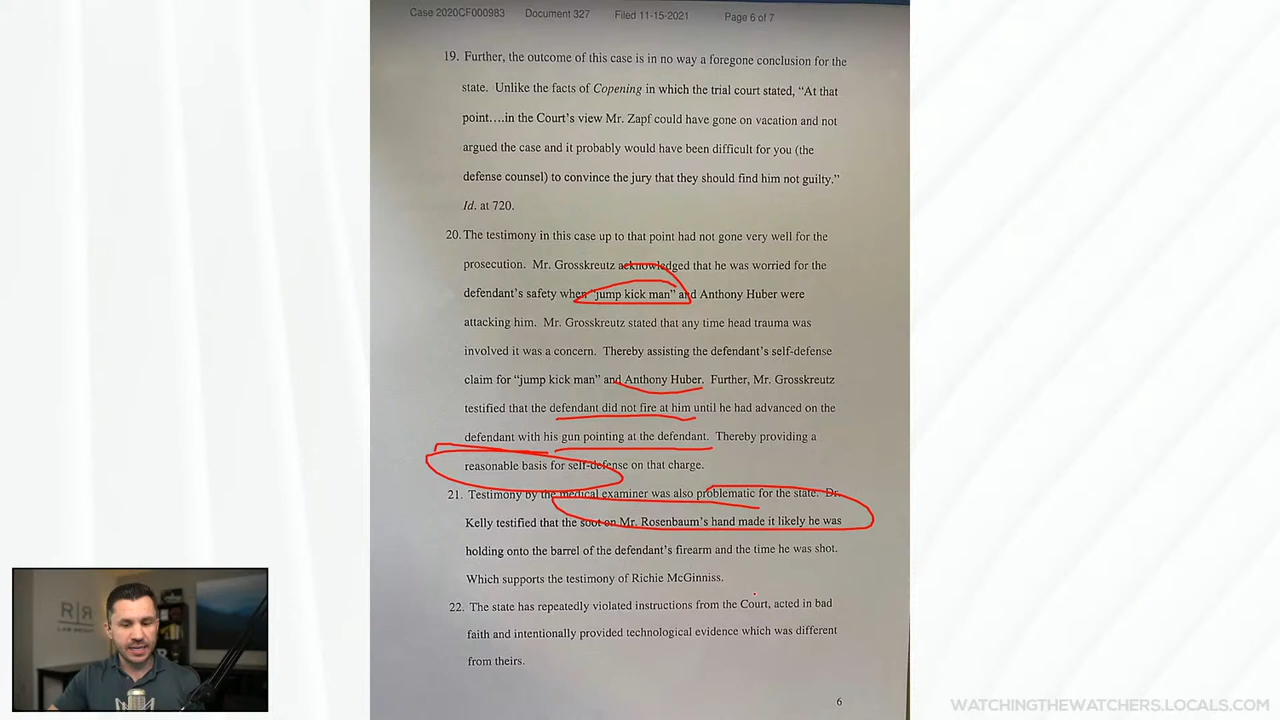 Case 2020CF000983 Document 327 Filed 11-15-2021 Page 6 of 7
19. Further, the outcome of this case is in no way a foregone conclusion for the
state. Unlike the facts of Copening in which the trial court stated, “At that
point….in the Court’s view Mr. Zapf could have gone on vacation and not
argued the case and it probably would have been difficult for you (the
defense counsel) to convince the jury that they should find him not guilty.”
Id. at 720.
20. The testimony in this case up to that point had not gone very well for the
prosecution. Mr. Grosskreutz acknowledged that he was worried for the
defendant’s safety when “jump kick man” and Anthony Huber were
attacking him. Mr. Grosskreutz stated that any time head trauma was
involved it was a concern. Thereby assisting the defendant’s self-defense
claim for “jump kick man” and Anthony Huber. Further, Mr. Grosskreutz
testified that the defendant did not fire at him until he had advanced on the
defendant with his gun pointing at the defendant. Thereby providing a
reasonable basis for self-defense on that charge.
21. Testimony by the medical examiner was also problematic for the state. Dr.
Kelly testified that the soot on Mr. Rosenbaum’s hand made it likely he was
holding onto the barrel of the defendant’s firearm and the time he was shot.
Which supports the testimony of Richie McGinniss.
22. The state has repeatedly violated instructions from the Court, acted in bad
faith and intentionally provided technological evidence which was different
from theirs.
6
R|R
LAW GROUP
WATCHINGTHEWATCHERS.LOCALS.COM